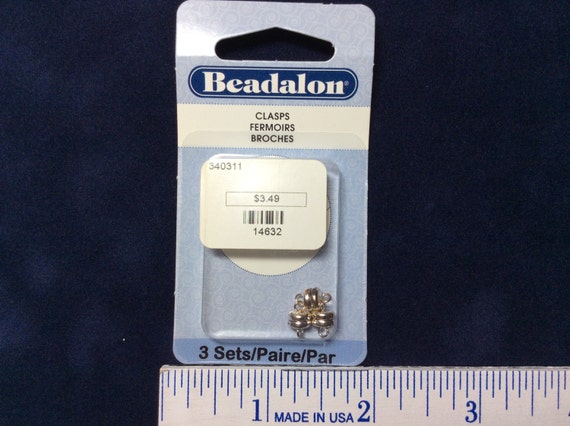 Beadalon®
CLASPS
FERMOIRS
BROCHES
340311
$3.49
14632
3 Sets/Paire/Par
1 MADE IN USA 2 3